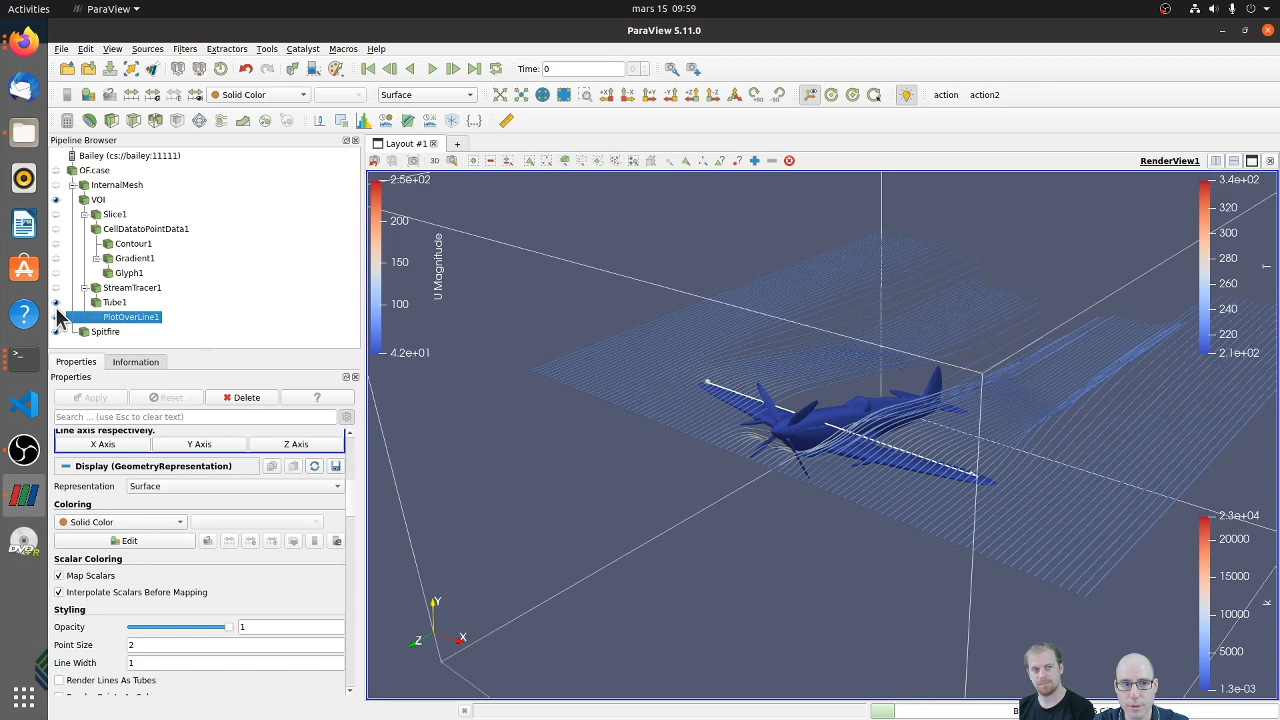 Activities
ParaView
mars 15 09:59
ParaView 5.11.0
File Edit View Sources Filters Extractors Tools Catalyst Macros Help
Time: 0
0
Solid Color
Surface
action action2
Pipeline Browser
Layout #1
+
Bailey (cs://bailey:11111)
OF.case
3D
RenderView1
InternalMesh
VOI
Slice1
CellDatatoPointData1
Contour1
Gradient1
Glyph1
StreamTracer1
Tube1
PlotOverLine1
Spitfire
Properties Information
Properties
Apply Reset Delete ?
Search ... (use Esc to clear text)
Line axis respectively.
X Axis Y Axis Z Axis
Display (GeometryRepresentation)
Representation Surface
Coloring
Solid Color
Edit
Scalar Coloring
Map Scalars
Interpolate Scalars Before Mapping
Styling
Opacity 1
Point Size 2
Line Width 1
Render Lines As Tubes
2.5e+02
200
150
100
4.2e+01
U Magnitude
3.4e+02
320
300
280
260
240
220
2.1e+02
T
2.3e+04
20000
15000
10000
5000
1.3e-03
k
Y
Z
X